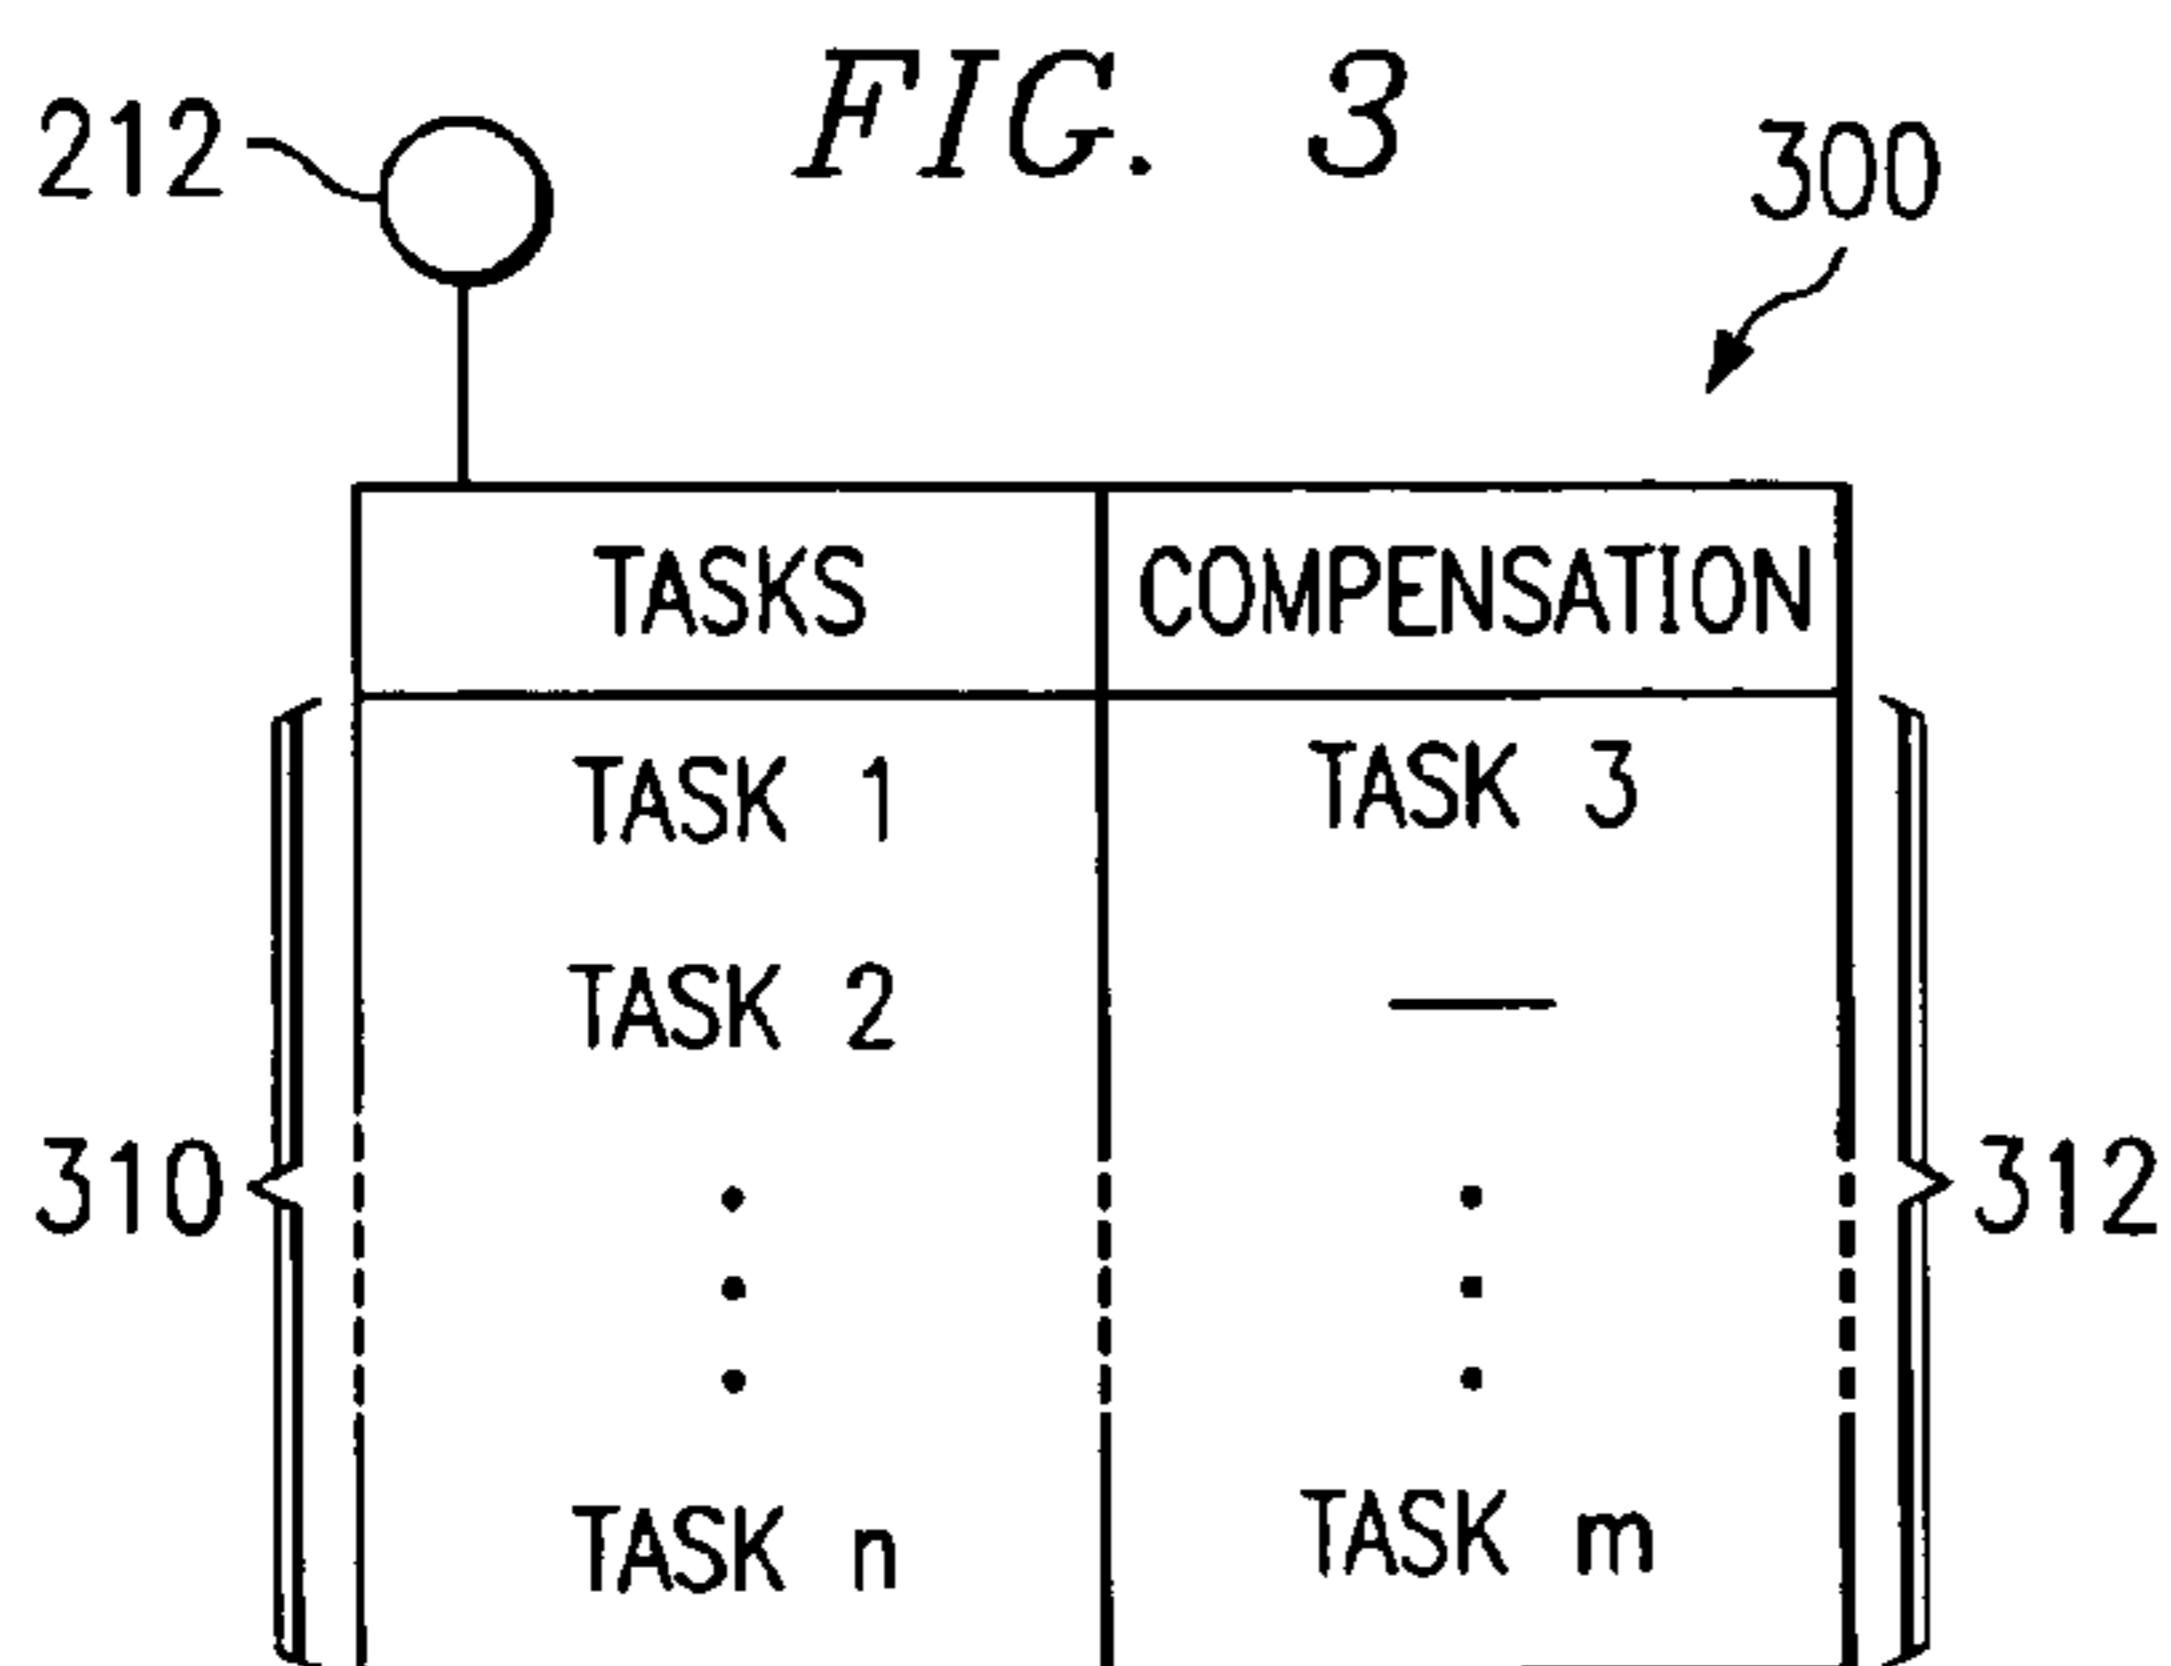 FIG. 3
212
300
TASKS COMPENSATION
TASK 1 TASK 3
TASK 2 —
310 312
TASK n TASK m